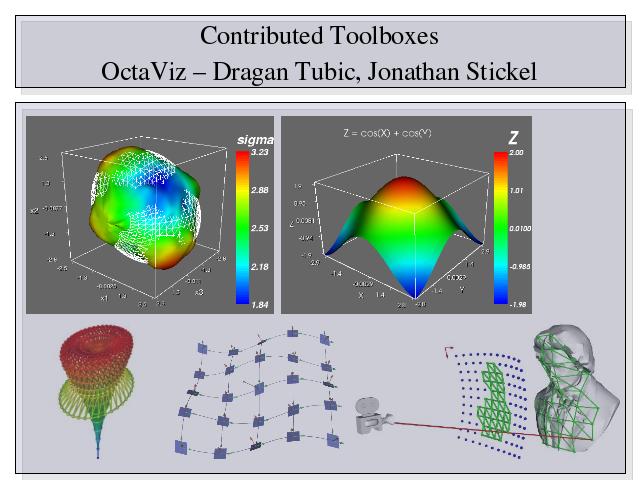 Contributed Toolboxes
OctaViz – Dragan Tubic, Jonathan Stickel
sigma
3.23
2.88
2.53
2.18
1.84
x2
x1
x3
Z = cos(X) + cos(Y)
Z
2.00
1.01
0.0100
-0.985
-1.98
X
Y